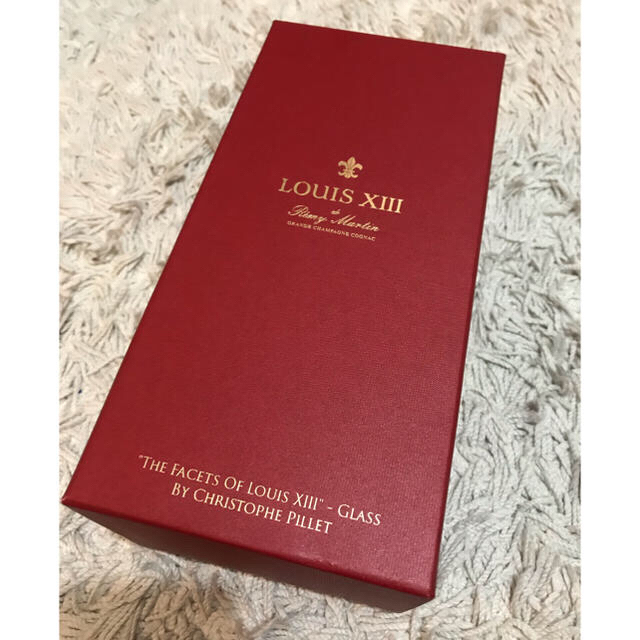 LOUIS XIII
de
Rémy Martin
GRANDE CHAMPAGNE COGNAC
"THE FACETS OF LOUIS XIII" - GLASS
BY CHRISTOPHE PILLET